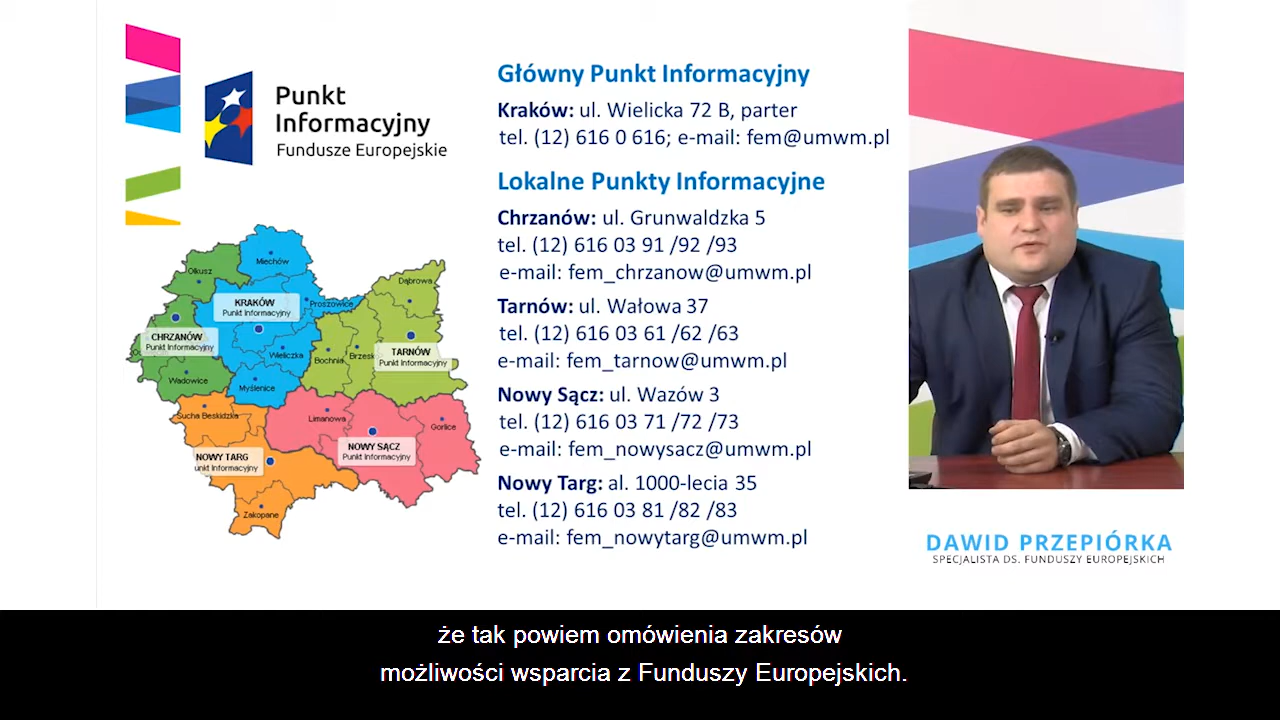 Punkt
Informacyjny
Fundusze Europejskie
Główny Punkt Informacyjny
Kraków: ul. Wielicka 72 B, parter
tel. (12) 616 0 616; e-mail: fem@umwm.pl
Lokalne Punkty Informacyjne
Chrzanów: ul. Grunwaldzka 5
tel. (12) 616 03 91 /92 /93
e-mail: fem_chrzanow@umwm.pl
Tarnów: ul. Wałowa 37
tel. (12) 616 03 61 /62 /63
e-mail: fem_tarnow@umwm.pl
Nowy Sącz: ul. Wazów 3
tel. (12) 616 03 71 /72 /73
e-mail: fem_nowysacz@umwm.pl
Nowy Targ: al. 1000-lecia 35
tel. (12) 616 03 81 /82 /83
e-mail: fem_nowytarg@umwm.pl
Miechów
Olkusz
Dąbrowa
KRAKÓW
Punkt Informacyjny
Proszowice
CHRZANÓW
Punkt Informacyjny
Wieliczka
Bochnia
Brzesk
TARNÓW
Punkt Informacyjny
Wadowice
Myślenice
Sucha Beskidzka
Limanowa
Gorlice
NOWY SĄCZ
Punkt Informacyjny
NOWY TARG
unkt Informacyjny
Zakopane
DAWID PRZEPIÓRKA
SPECJALISTA DS. FUNDUSZY EUROPEJSKICH
że tak powiem omówienia zakresów
możliwości wsparcia z Funduszy Europejskich.